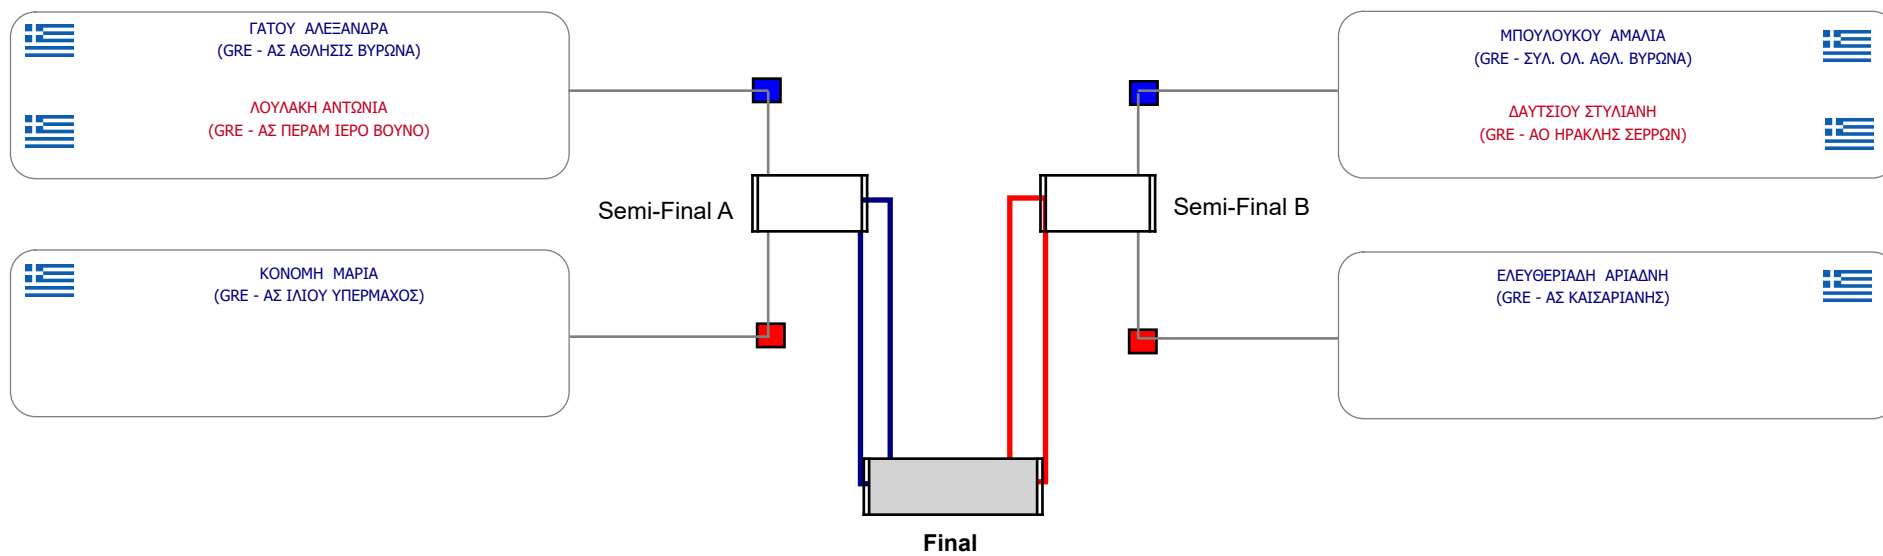 ΓΑΤΟΥ ΑΛΕΞΑΝΔΡΑ
(GRE - ΑΣ ΑΘΛΗΣΙΣ ΒΥΡΩΝΑ)
ΛΟΥΛΑΚΗ ΑΝΤΩΝΙΑ
(GRE - ΑΣ ΠΕΡΑΜ ΙΕΡΟ ΒΟΥΝΟ)
ΜΠΟΥΛΟΥΚΟΥ ΑΜΑΛΙΑ
(GRE - ΣΥΛ. ΟΛ. ΑΘΛ. ΒΥΡΩΝΑ)
ΔΑΥΤΣΙΟΥ ΣΤΥΛΙΑΝΗ
(GRE - ΑΟ ΗΡΑΚΛΗΣ ΣΕΡΡΩΝ)
Semi-Final A
Semi-Final B
ΚΟΝΟΜΗ ΜΑΡΙΑ
(GRE - ΑΣ ΙΛΙΟΥ ΥΠΕΡΜΑΧΟΣ)
ΕΛΕΥΘΕΡΙΑΔΗ ΑΡΙΑΔΝΗ
(GRE - ΑΣ ΚΑΙΣΑΡΙΑΝΗΣ)
Final